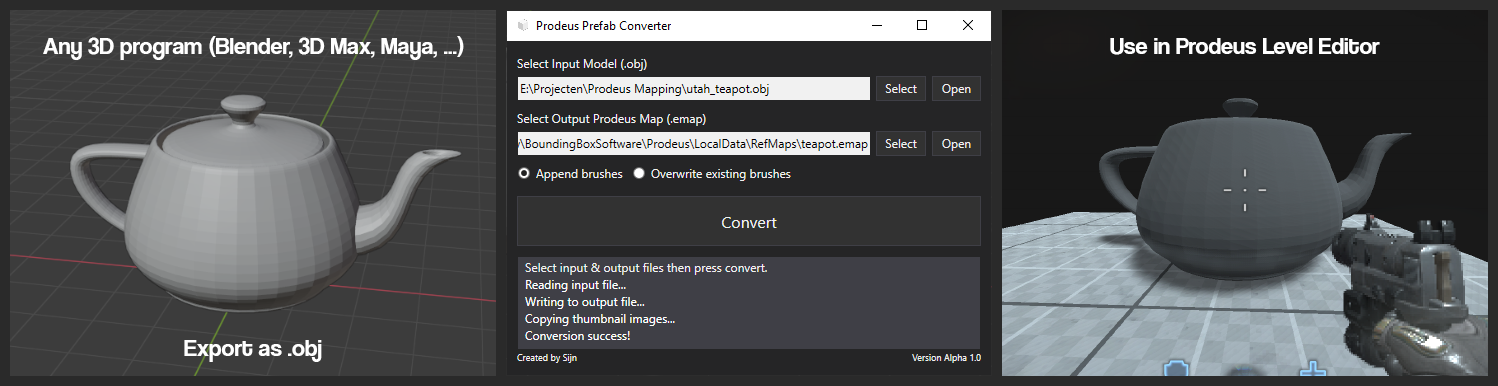 Any 3D program (Blender, 3D Max, Maya, ...)
Export as .obj
Prodeus Prefab Converter
Select Input Model (.obj)
E:\Projecten\Prodeus Mapping\utah_teapot.obj
Select
Open
Select Output Prodeus Map (.emap)
\BoundingBoxSoftware\Prodeus\LocalData\RefMaps\teapot.emap
Select
Open
Append brushes
Overwrite existing brushes
Convert
Select input & output files then press convert.
Reading input file...
Writing to output file...
Copying thumbnail images...
Conversion success!
Created by Sijn
Version Alpha 1.0
Use in Prodeus Level Editor